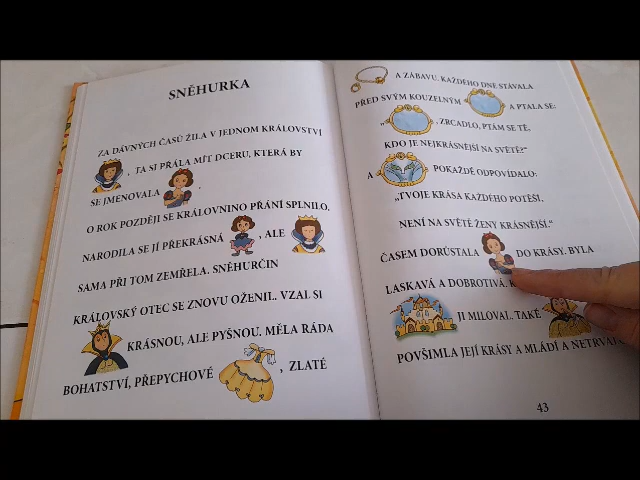 SNĚHURKA
ZA DÁVNÝCH ČASŮ ŽILA V JEDNOM KRÁLOVSTVÍ
, TA SI PŘÁLA MÍT DCERU, KTERÁ BY
SE JMENOVALA .
O ROK POZDĚJI SE KRÁLOVNINO PŘÁNÍ SPLNILO.
NARODILA SE JÍ PŘEKRÁSNÁ , ALE
SAMA PŘI TOM ZEMŘELA. SNĚHURČIN
KRÁLOVSKÝ OTEC SE ZNOVU OŽENIL. VZAL SI
KRÁSNOU, ALE PYŠNOU. MĚLA RÁDA
BOHATSTVÍ, PŘEPYCHOVÉ , ZLATÉ
A ZÁBAVU. KAŽDÉHO DNE STÁVALA
PŘED SVÝM KOUZELNÝM A PTALA SE:
„ , ZRCADLO, PTÁM SE TĚ,
KDO JE NEJKRÁSNĚJŠÍ NA SVĚTĚ?"
A POKAŽDÉ ODPOVÍDALO:
„TVOJE KRÁSA KAŽDÉHO POTĚŠÍ,
NENÍ NA SVĚTĚ ŽENY KRÁSNĚJŠÍ."
ČASEM DORŮSTALA DO KRÁSY. BYLA
LASKAVÁ A DOBROTIVÁ.
JI MILOVAL. TAKÉ
POVŠIMLA JEJÍ KRÁSY A MLÁDÍ A
43